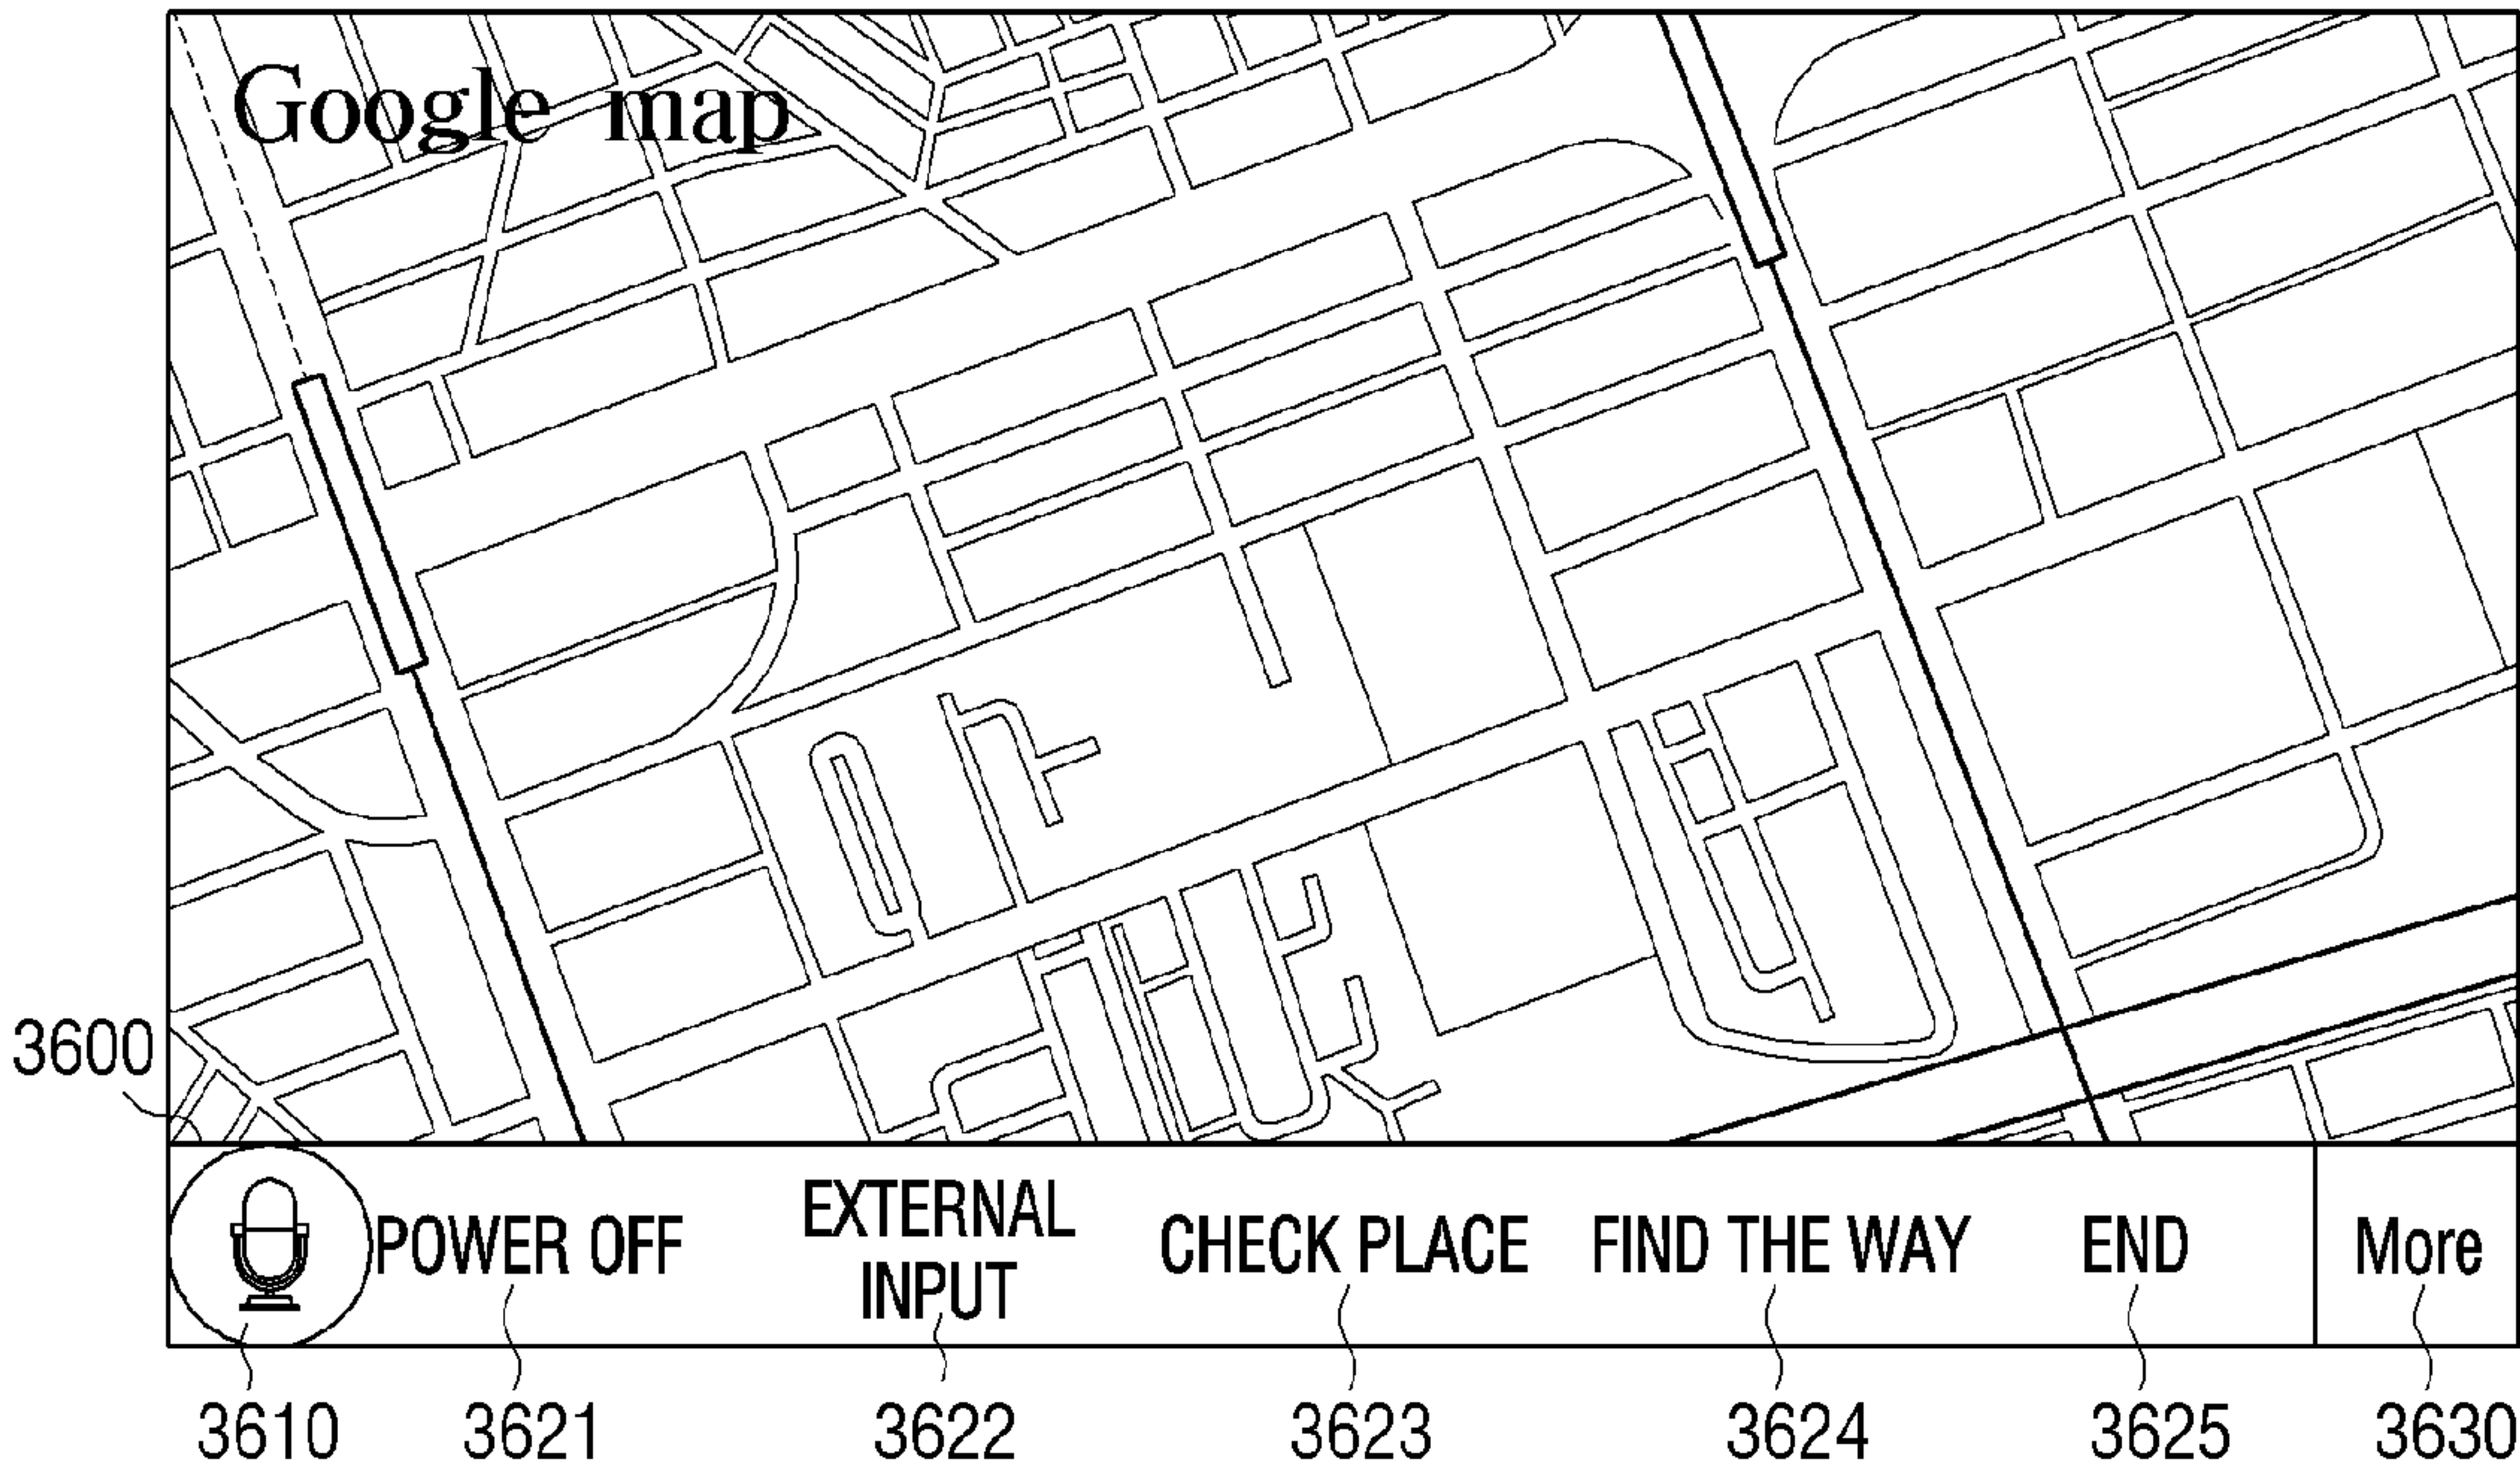 Google map
3600
POWER OFF
EXTERNAL
INPUT
CHECK PLACE
FIND THE WAY
END
More
3610
3621
3622
3623
3624
3625
3630